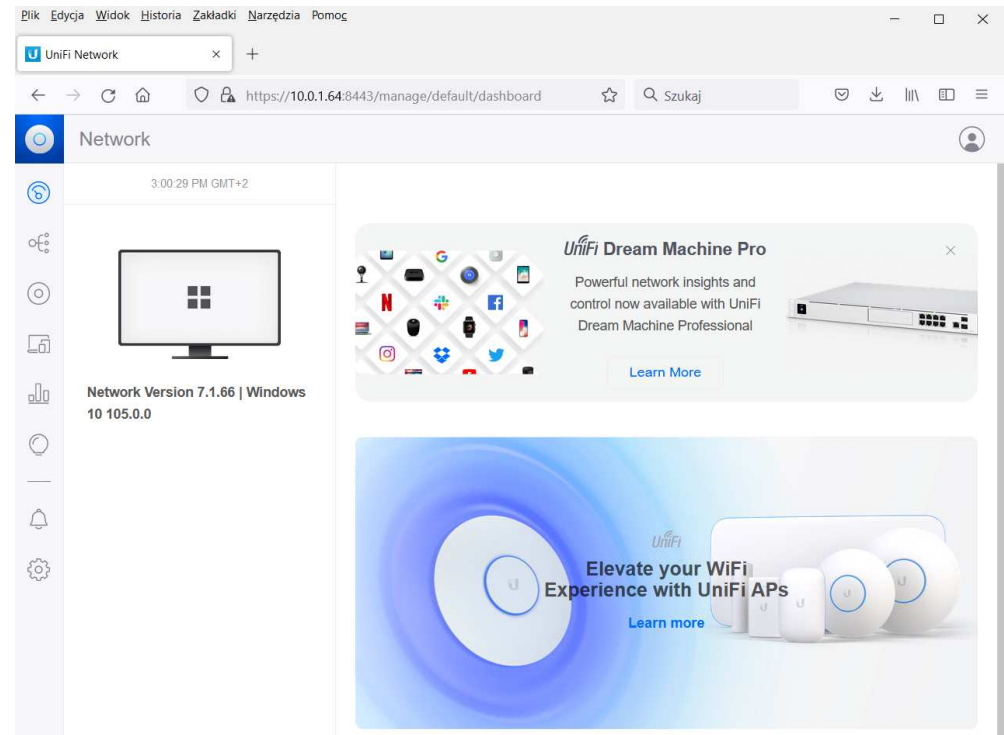 Plik Edycja Widok Historia Zakładki Narzędzia Pomoc
UniFi Network
https://10.0.1.64:8443/manage/default/dashboard
Szukaj
Network
3:00:29 PM GMT+2
UniFi Dream Machine Pro
Powerful network insights and
control now available with UniFi
Dream Machine Professional
Learn More
Network Version 7.1.66 | Windows
10 105.0.0
UniFi
Elevate your WiFi
Experience with UniFi APs
Learn more